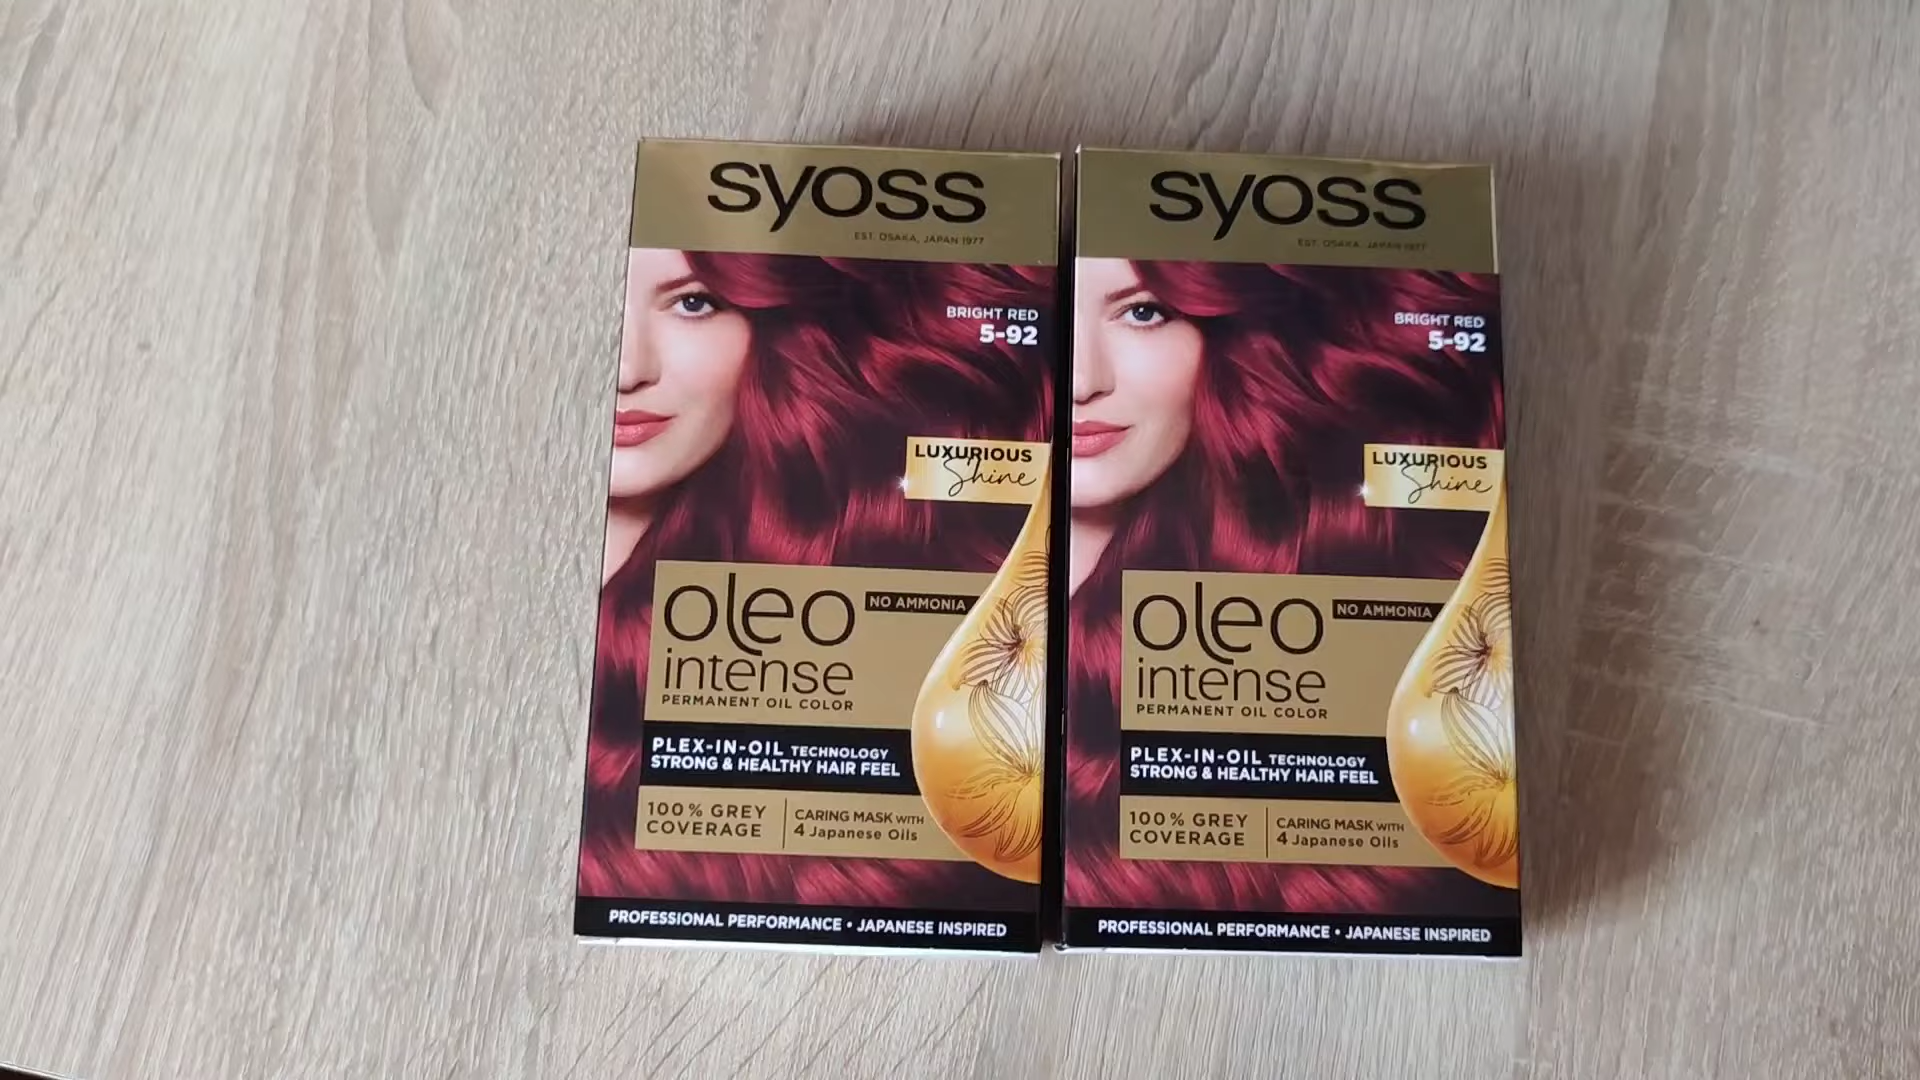 syoss
EST. OSAKA, JAPAN 1977
BRIGHT RED
5-92
LUXURIOUS
Shine
oleo
NO AMMONIA
intense
PERMANENT OIL COLOR
PLEX-IN-OIL TECHNOLOGY
STRONG & HEALTHY HAIR FEEL
100% GREY
COVERAGE
CARING MASK WITH
4 Japanese Oils
PROFESSIONAL PERFORMANCE • JAPANESE INSPIRED
syoss
EST. OSAKA, JAPAN 1977
BRIGHT RED
5-92
LUXURIOUS
Shine
oleo
NO AMMONIA
intense
PERMANENT OIL COLOR
PLEX-IN-OIL TECHNOLOGY
STRONG & HEALTHY HAIR FEEL
100% GREY
COVERAGE
CARING MASK WITH
4 Japanese Oils
PROFESSIONAL PERFORMANCE • JAPANESE INSPIRED